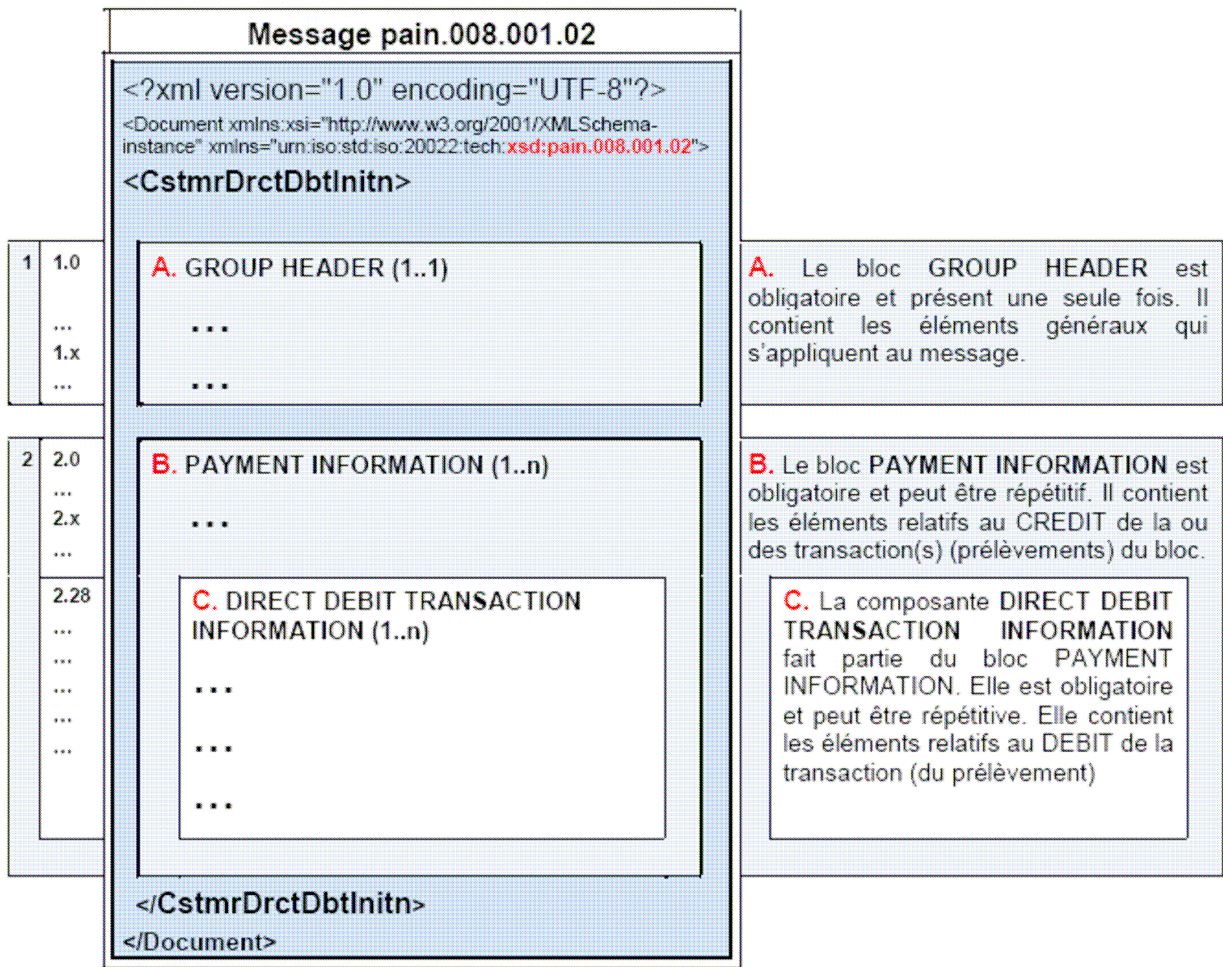 Message pain.008.001.02
<?xml version="1.0" encoding="UTF-8"?>
<Document xmlns:xsi="http://www.w3.org/2001/XMLSchema-
instance" xmlns="urn:iso:std:iso:20022:tech:xsd:pain.008.001.02">
<CstmrDrctDbtInitn>
1 1.0
...
1.x
...
A. GROUP HEADER (1..1)
...
...
A. Le bloc GROUP HEADER est
obligatoire et présent une seule fois. Il
contient les éléments généraux qui
s'appliquent au message.
2 2.0
...
2.x
...
B. PAYMENT INFORMATION (1..n)
...
B. Le bloc PAYMENT INFORMATION est
obligatoire et peut être répétitif. Il contient
les éléments relatifs au CREDIT de la ou
des transaction(s) (prélèvements) du bloc.
2.28
...
...
...
...
...
C. DIRECT DEBIT TRANSACTION
INFORMATION (1..n)
...
...
...
C. La composante DIRECT DEBIT
TRANSACTION INFORMATION
fait partie du bloc PAYMENT
INFORMATION. Elle est obligatoire
et peut être répétitive. Elle contient
les éléments relatifs au DEBIT de la
transaction (du prélèvement)
</CstmrDrctDbtInitn>
</Document>